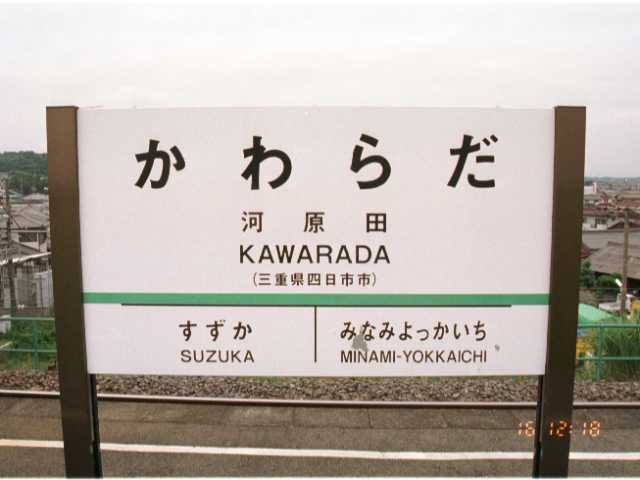 かわらだ
河原田
KAWARADA
(三重県四日市市)
すずか
SUZUKA
みなみよっかいち
MINAMI-YOKKAICHI
16 12:18